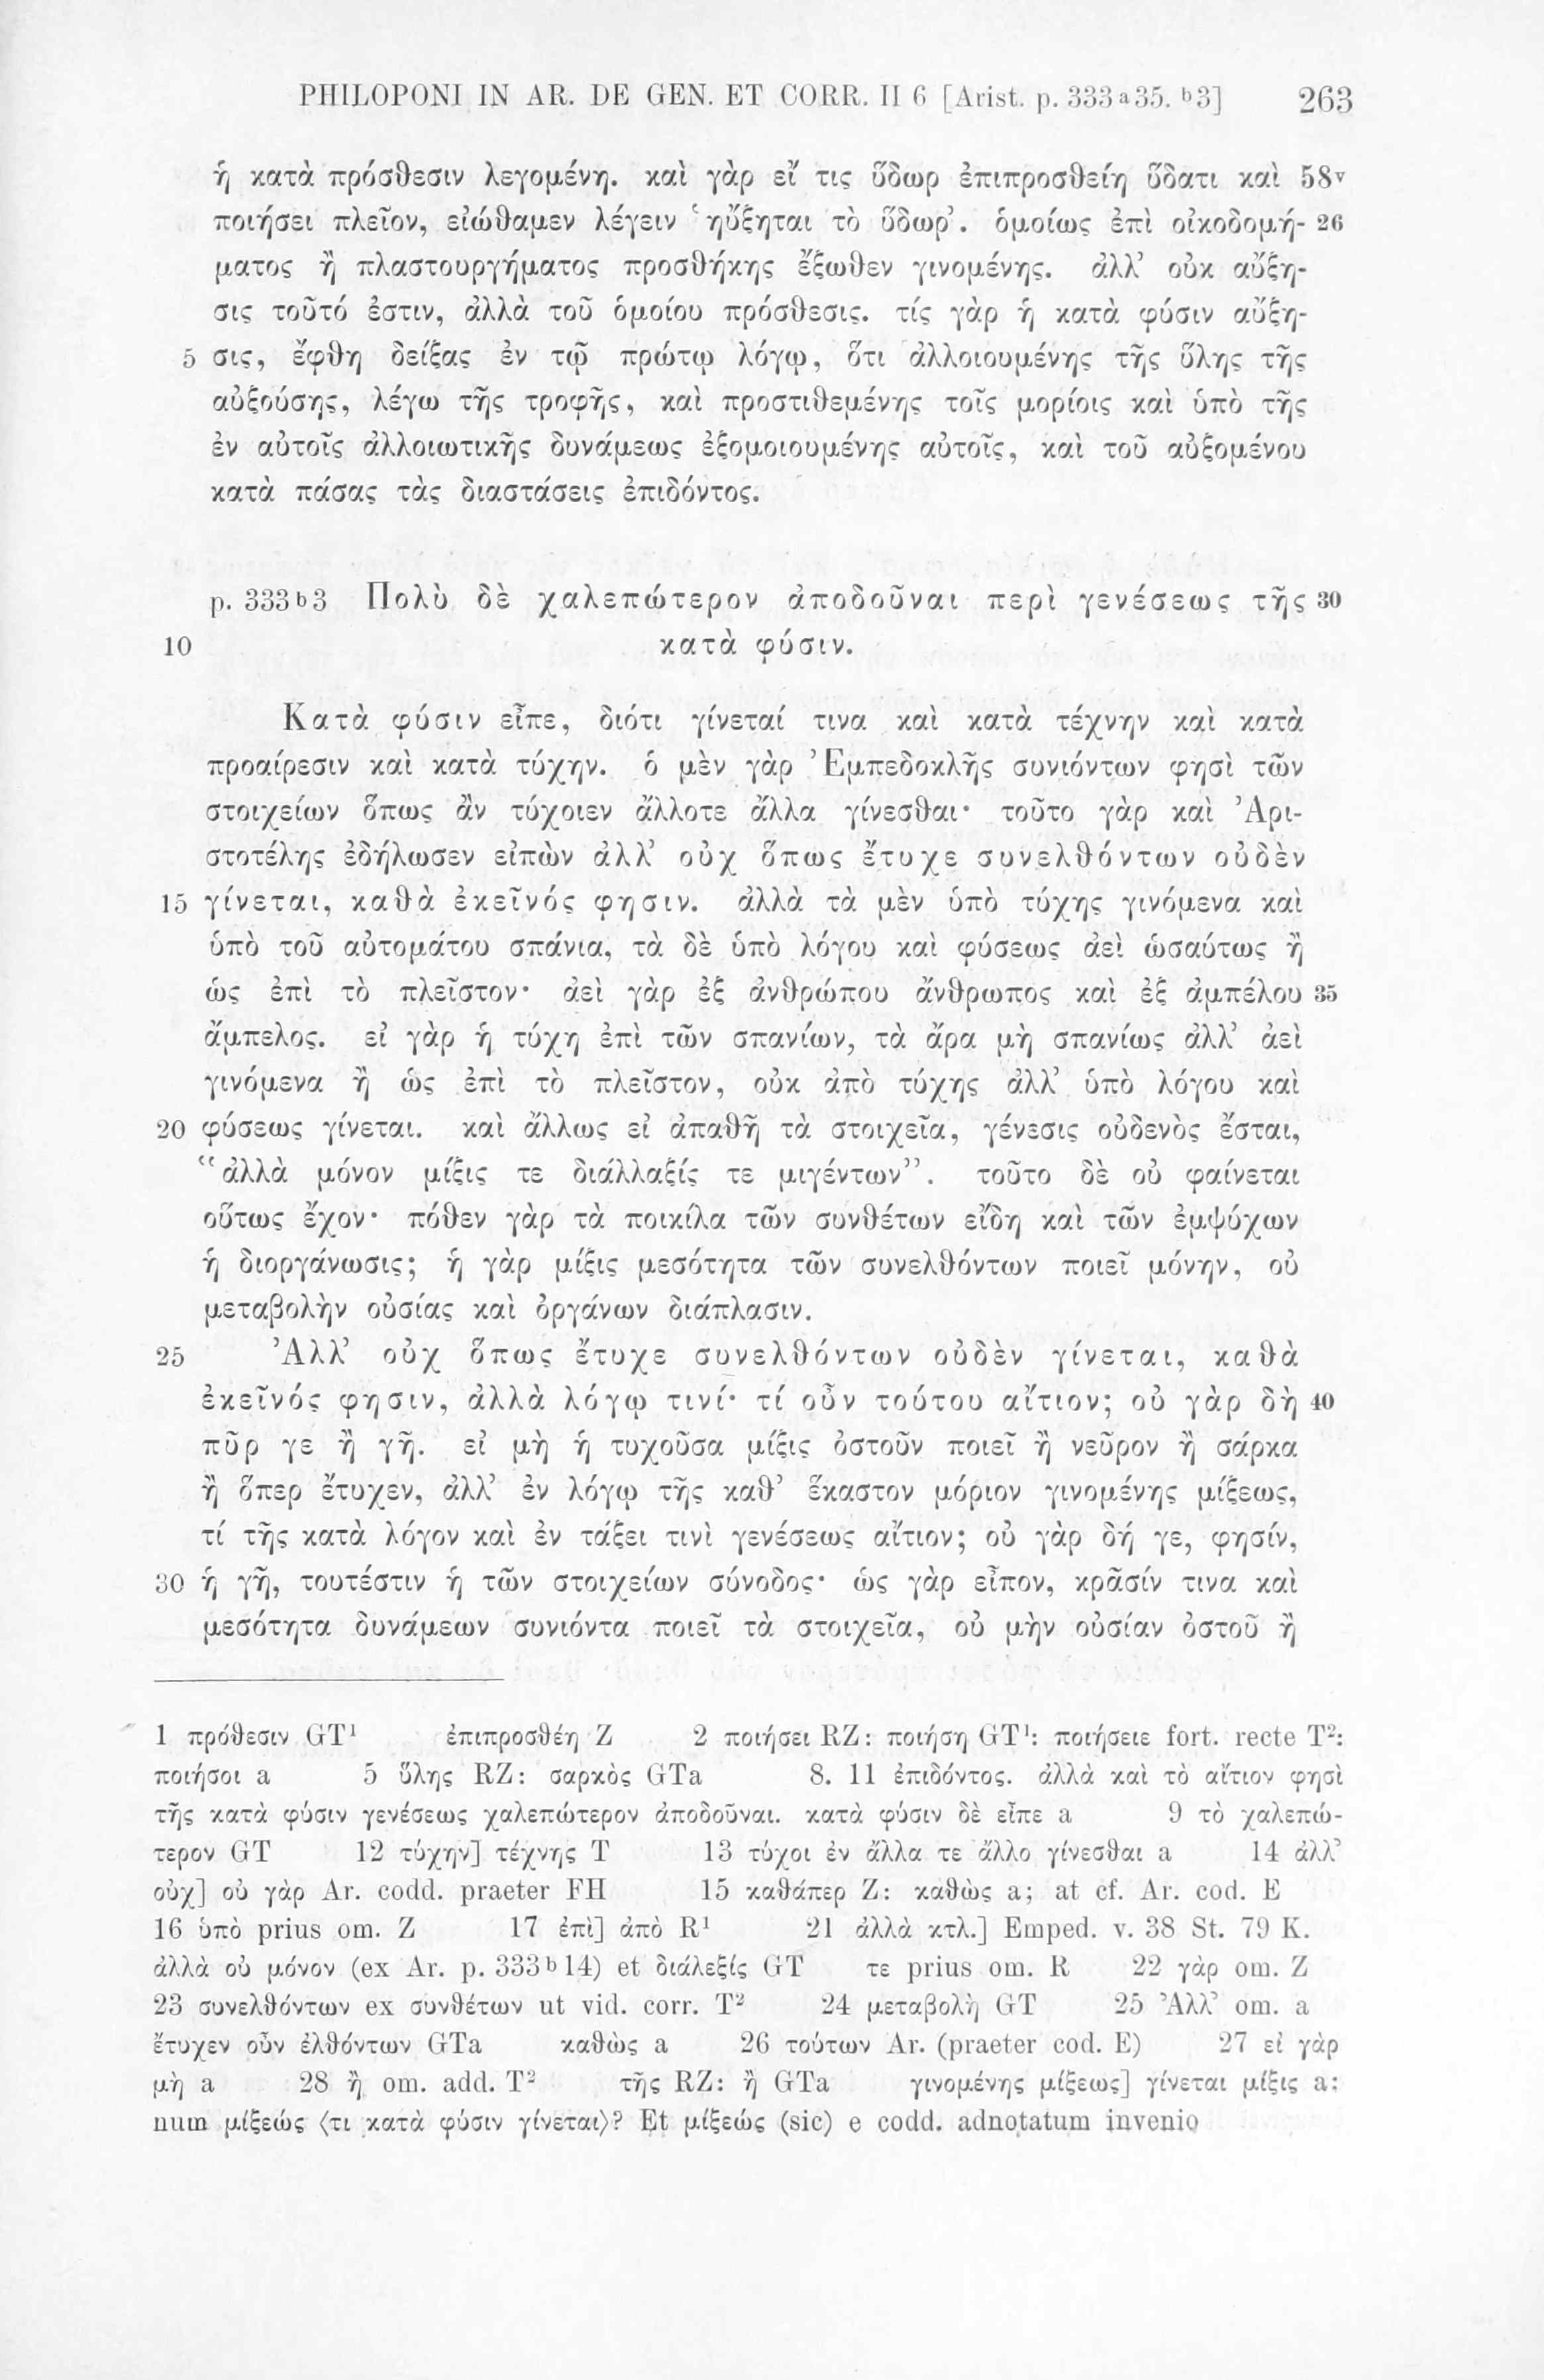 PHILOPONI IN AR. DE GEN. ET CORR. II 6 [Arist. p. 333 a 35. b 3] 263
ἡ κατὰ πρόσθεσιν λεγομένη. καὶ γὰρ εἴ τις ὕδωρ ἐπιπροσθείη ὕδατι καὶ 58v
ποιήσει πλεῖον, εἰώθαμεν λέγειν ‘ηὔξηται τὸ ὕδωρ’. ὁμοίως ἐπὶ οἰκοδομή- 26
ματος ἢ πλαστουργήματος προσθήκης ἔξωθεν γινομένης. ἀλλ’ οὐκ αὔξη-
σις τοῦτό ἐστιν, ἀλλὰ τοῦ ὁμοίου πρόσθεσις. τίς γὰρ ἡ κατὰ φύσιν αὔξη-
5 σις, ἔφθη δείξας ἐν τῷ πρώτῳ λόγῳ, ὅτι ἀλλοιουμένης τῆς ὕλης τῆς
αὐξούσης, λέγω τῆς τροφῆς, καὶ προστιθεμένης τοῖς μορίοις καὶ ὑπὸ τῆς
ἐν αὐτοῖς ἀλλοιωτικῆς δυνάμεως ἐξομοιουμένης αὐτοῖς, καὶ τοῦ αὐξομένου
κατὰ πάσας τὰς διαστάσεις ἐπιδόντος.
p. 333b3 Πολὺ δὲ χαλεπώτερον ἀποδοῦναι περὶ γενέσεως τῆς 30
10 κατὰ φύσιν.
Κατὰ φύσιν εἶπε, διότι γίνεταί τινα καὶ κατὰ τέχνην καὶ κατὰ
προαίρεσιν καὶ κατὰ τύχην. ὁ μὲν γὰρ Ἐμπεδοκλῆς συνιόντων φησὶ τῶν
στοιχείων ὅπως ἂν τύχοιεν ἄλλοτε ἄλλα γίνεσθαι· τοῦτο γὰρ καὶ Ἀρι-
στοτέλης ἐδήλωσεν εἰπὼν ἀλλ’ οὐχ ὅπως ἔτυχε συνελθόντων οὐδὲν
15 γίνεται, καθὰ ἐκεῖνός φησιν. ἀλλὰ τὰ μὲν ὑπὸ τύχης γινόμενα καὶ
ὑπὸ τοῦ αὐτομάτου σπάνια, τὰ δὲ ὑπὸ λόγου καὶ φύσεως ἀεὶ ὡσαύτως ἢ
ὡς ἐπὶ τὸ πλεῖστον· ἀεὶ γὰρ ἐξ ἀνθρώπου ἄνθρωπος καὶ ἐξ ἀμπέλου 35
ἄμπελος. εἰ γὰρ ἡ τύχη ἐπὶ τῶν σπανίων, τὰ ἄρα μὴ σπανίως ἀλλ’ ἀεὶ
γινόμενα ἢ ὡς ἐπὶ τὸ πλεῖστον, οὐκ ἀπὸ τύχης ἀλλ’ ὑπὸ λόγου καὶ
20 φύσεως γίνεται. καὶ ἄλλως εἰ ἀπαθῆ τὰ στοιχεῖα, γένεσις οὐδενὸς ἔσται,
“ἀλλὰ μόνον μίξις τε διάλλαξίς τε μιγέντων”. τοῦτο δὲ οὐ φαίνεται
οὕτως ἔχον· πόθεν γὰρ τὰ ποικίλα τῶν συνθέτων εἴδη καὶ τῶν ἐμψύχων
ἡ διοργάνωσις; ἡ γὰρ μίξις μεσότητα τῶν συνελθόντων ποιεῖ μόνην, οὐ
μεταβολὴν οὐσίας καὶ ὀργάνων διάπλασιν.
25 Ἀλλ’ οὐχ ὅπως ἔτυχε συνελθόντων οὐδὲν γίνεται, καθὰ
ἐκεῖνός φησιν, ἀλλὰ λόγῳ τινί· τί οὖν τούτου αἴτιον; οὐ γὰρ δὴ 40
πῦρ γε ἢ γῆ. εἰ μὴ ἡ τυχοῦσα μίξις ὀστοῦν ποιεῖ ἢ νεῦρον ἢ σάρκα
ἢ ὅπερ ἔτυχεν, ἀλλ’ ἐν λόγῳ τῆς καθ’ ἕκαστον μόριον γινομένης μίξεως,
τί τῆς κατὰ λόγον καὶ ἐν τάξει τινὶ γενέσεως αἴτιον; οὐ γὰρ δή γε, φησίν,
30 ἡ γῆ, τουτέστιν ἡ τῶν στοιχείων σύνοδος· ὡς γὰρ εἶπον, κρᾶσίν τινα καὶ
μεσότητα δυνάμεων συνιόντα ποιεῖ τὰ στοιχεῖα, οὐ μὴν οὐσίαν ὀστοῦ ἢ
1 πρόθεσιν GT¹ ἐπιπροσθέη Z 2 ποιήσει RZ: ποιήση GT¹: ποιήσειε fort. recte T²:
ποιήσοι a 5 ὕλης RZ: σαρκὸς GTa 8. 11 ἐπιδόντος. ἀλλὰ καὶ τὸ αἴτιον φησὶ
τῆς κατὰ φύσιν γενέσεως χαλεπώτερον ἀποδοῦναι. κατὰ φύσιν δὲ εἶπε a 9 τὸ χαλεπώ-
τερον GT 12 τύχην] τέχνης T 13 τύχοι ἐν ἄλλα τε ἄλλο γίνεσθαι a 14 ἀλλ’
οὐχ] οὐ γὰρ Ar. codd. praeter FH 15 καθάπερ Z: καθὼς a; at cf. Ar. cod. E
16 ὑπὸ prius om. Z 17 ἐπὶ] ἀπὸ R¹ 21 ἀλλὰ κτλ.] Emped. v. 38 St. 79 K.
ἀλλὰ οὐ μόνον (ex Ar. p. 333b14) et διάλεξίς GT τε prius om. R 22 γὰρ om. Z
23 συνελθόντων ex συνθέτων ut vid. corr. T² 24 μεταβολὴ GT 25 Ἀλλ’ om. a
ἔτυχεν οὖν ἐλθόντων GTa καθὼς a 26 τούτων Ar. (praeter cod. E) 27 εἰ γὰρ
μὴ a 28 ἢ om. add. T² τῆς RZ: ἢ GTa γινομένης μίξεως] γίνεται μίξις a:
num μίξεώς ⟨τι κατὰ φύσιν γίνεται⟩? Et μίξεώς (sic) e codd. adnotatum invenio